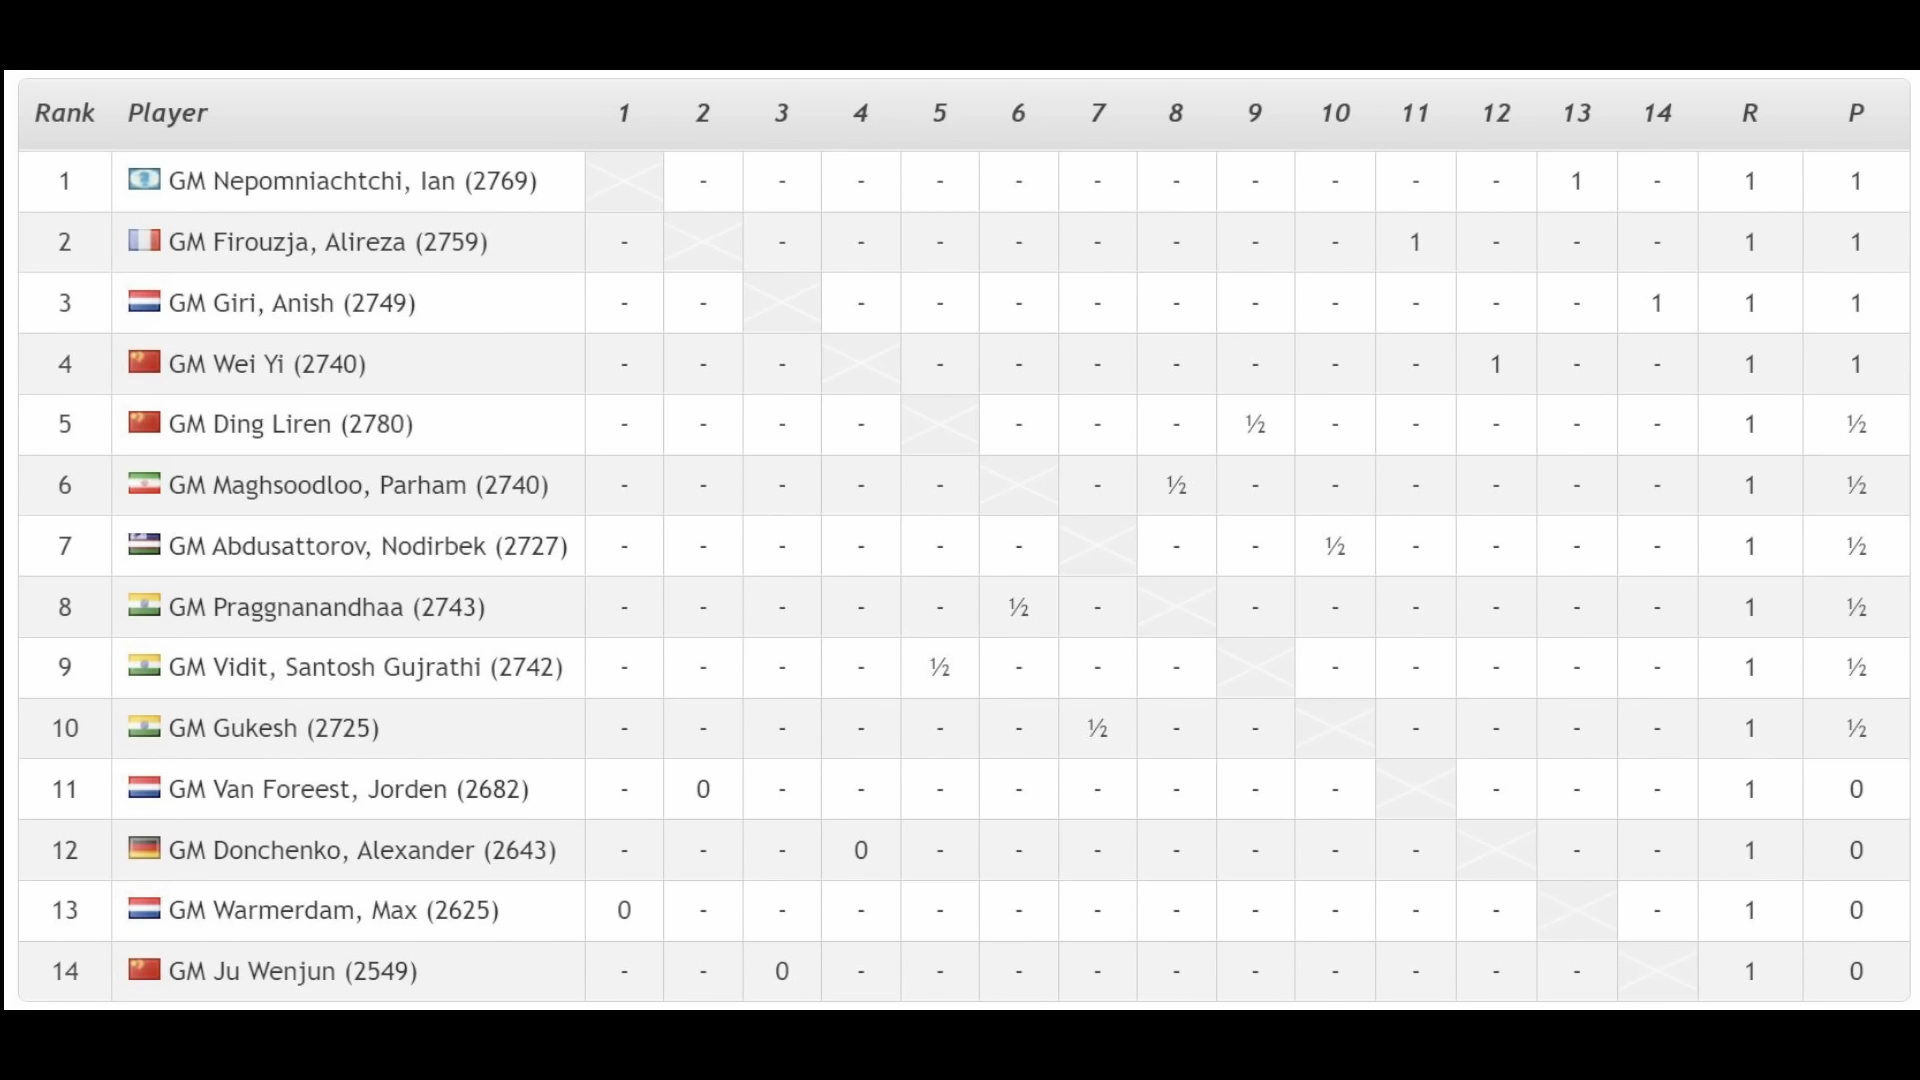 Rank Player 1 2 3 4 5 6 7 8 9 10 11 12 13 14 R P
1 GM Nepomniachtchi, Ian (2769) - - - - - - - - - - - 1 - 1 1
2 GM Firouzja, Alireza (2759) - - - - - - - - - 1 - - - 1 1
3 GM Giri, Anish (2749) - - - - - - - - - - - - 1 1 1
4 GM Wei Yi (2740) - - - - - - - - - - 1 - - 1 1
5 GM Ding Liren (2780) - - - - - - - ½ - - - - - 1 ½
6 GM Maghsoodloo, Parham (2740) - - - - - - ½ - - - - - - 1 ½
7 GM Abdusattorov, Nodirbek (2727) - - - - - - - - ½ - - - - 1 ½
8 GM Praggnanandhaa (2743) - - - - - ½ - - - - - - - 1 ½
9 GM Vidit, Santosh Gujrathi (2742) - - - - ½ - - - - - - - - 1 ½
10 GM Gukesh (2725) - - - - - - ½ - - - - - - 1 ½
11 GM Van Foreest, Jorden (2682) - 0 - - - - - - - - - - - 1 0
12 GM Donchenko, Alexander (2643) - - - 0 - - - - - - - - - 1 0
13 GM Warmerdam, Max (2625) 0 - - - - - - - - - - - - 1 0
14 GM Ju Wenjun (2549) - - 0 - - - - - - - - - - 1 0